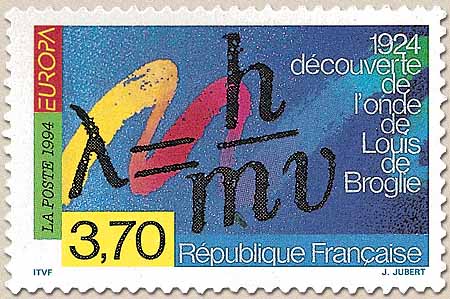 EUROPA
LA POSTE 1994
1924
découverte
de
l'onde
de
Louis
de
Broglie
λ = h
mv
3,70
République Française
ITVF
J. JUBERT